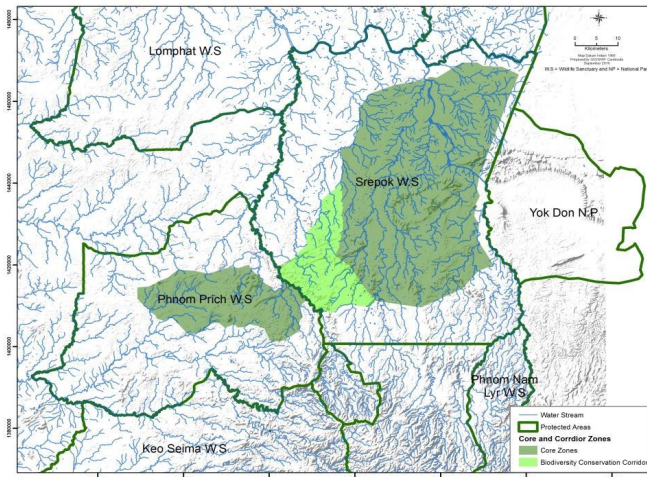 Lomphat W.S
0 5 10
Kilometers
W.S = Wildlife Sanctuary and NP = National Park
Srepok W.S
Yok Don N.P
Phnom Prich W.S
Phnom Nam
Lyr W.S
Keo Seima W.S
Water Stream
Protected Areas
Core and Corrdior Zones
Core Zones
Biodiversity Conservation Corridor
1440000
1420000
1400000
1380000